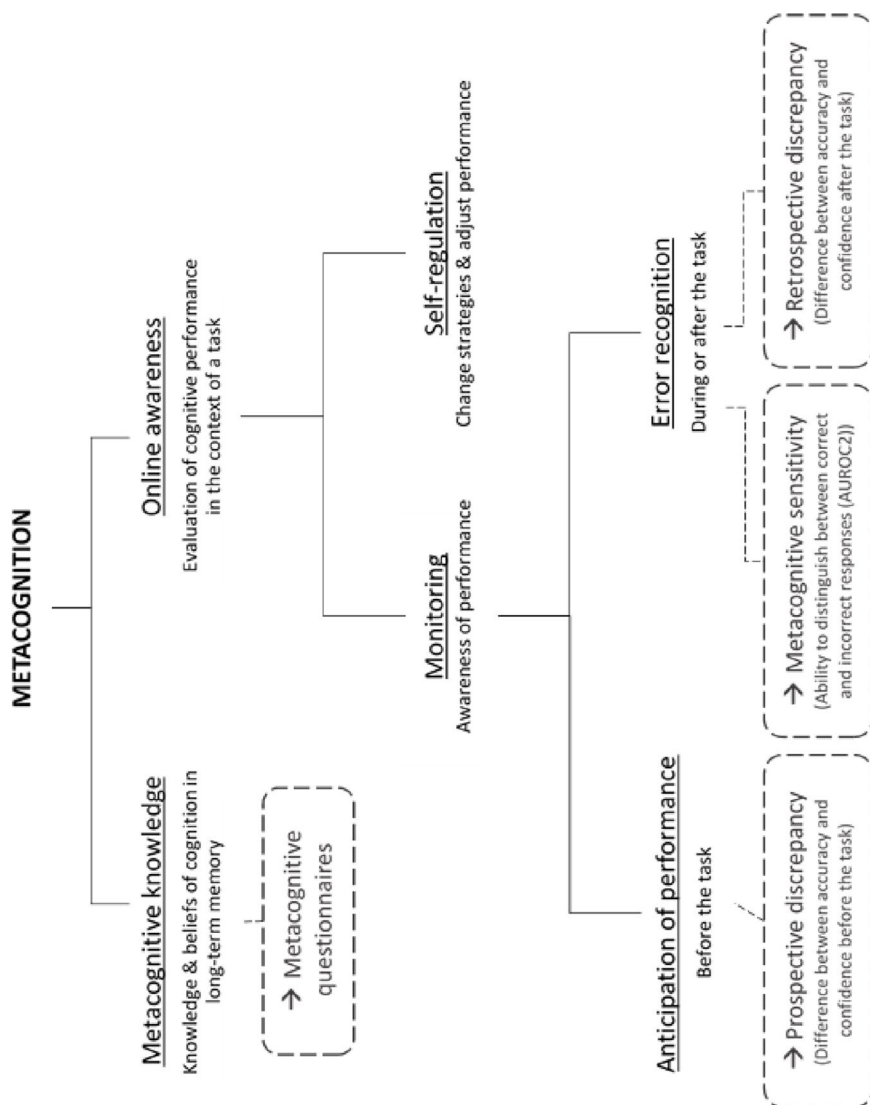 METACOGNITION
Metacognitive knowledge
Knowledge & beliefs of cognition in
long-term memory
→ Metacognitive
questionnaires
Online awareness
Evaluation of cognitive performance
in the context of a task
Monitoring
Awareness of performance
Self-regulation
Change strategies & adjust performance
Anticipation of performance
Before the task
Error recognition
During or after the task
→ Prospective discrepancy
(Difference between accuracy and
confidence before the task)
→ Metacognitive sensitivity
(Ability to distinguish between correct
and incorrect responses (AUROC2))
→ Retrospective discrepancy
(Difference between accuracy and
confidence after the task)